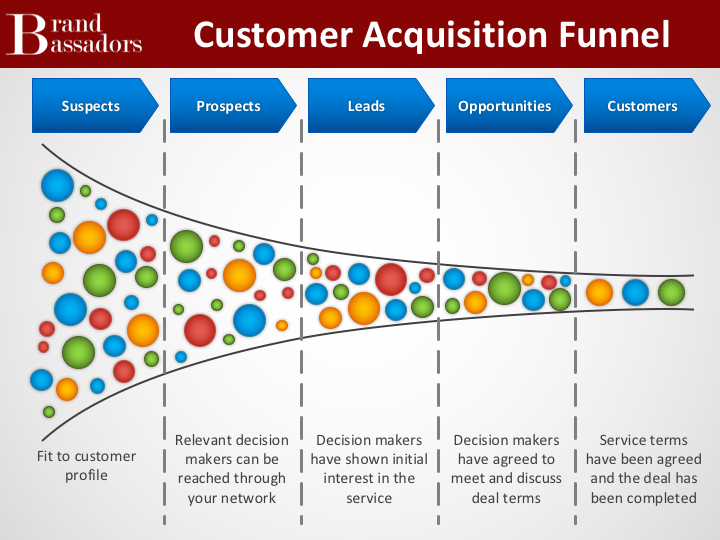 Brand
Bassadors
Customer Acquisition Funnel
Suspects
Prospects
Leads
Opportunities
Customers
Fit to customer
profile
Relevant decision
makers can be
reached through
your network
Decision makers
have shown initial
interest in the
service
Decision makers
have agreed to
meet and discuss
deal terms
Service terms
have been agreed
and the deal has
been completed